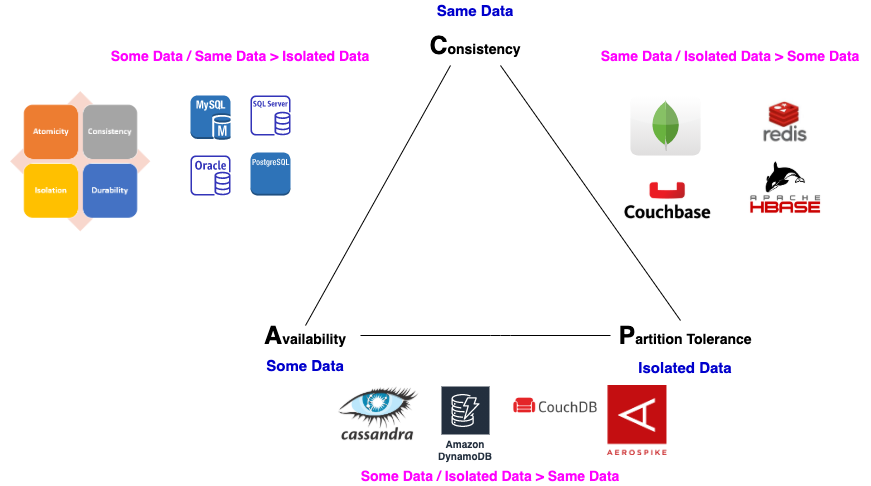 Same Data
Consistency
Some Data / Same Data > Isolated Data
Same Data / Isolated Data > Some Data
Atomicity
Consistency
Isolation
Durability
MySQL
M
SQL Server
Oracle
PostgreSQL
redis
Couchbase
APACHE
HBASE
Availability
Some Data
Partition Tolerance
Isolated Data
cassandra
Amazon
DynamoDB
CouchDB
AEROSPIKE
Some Data / Isolated Data > Same Data